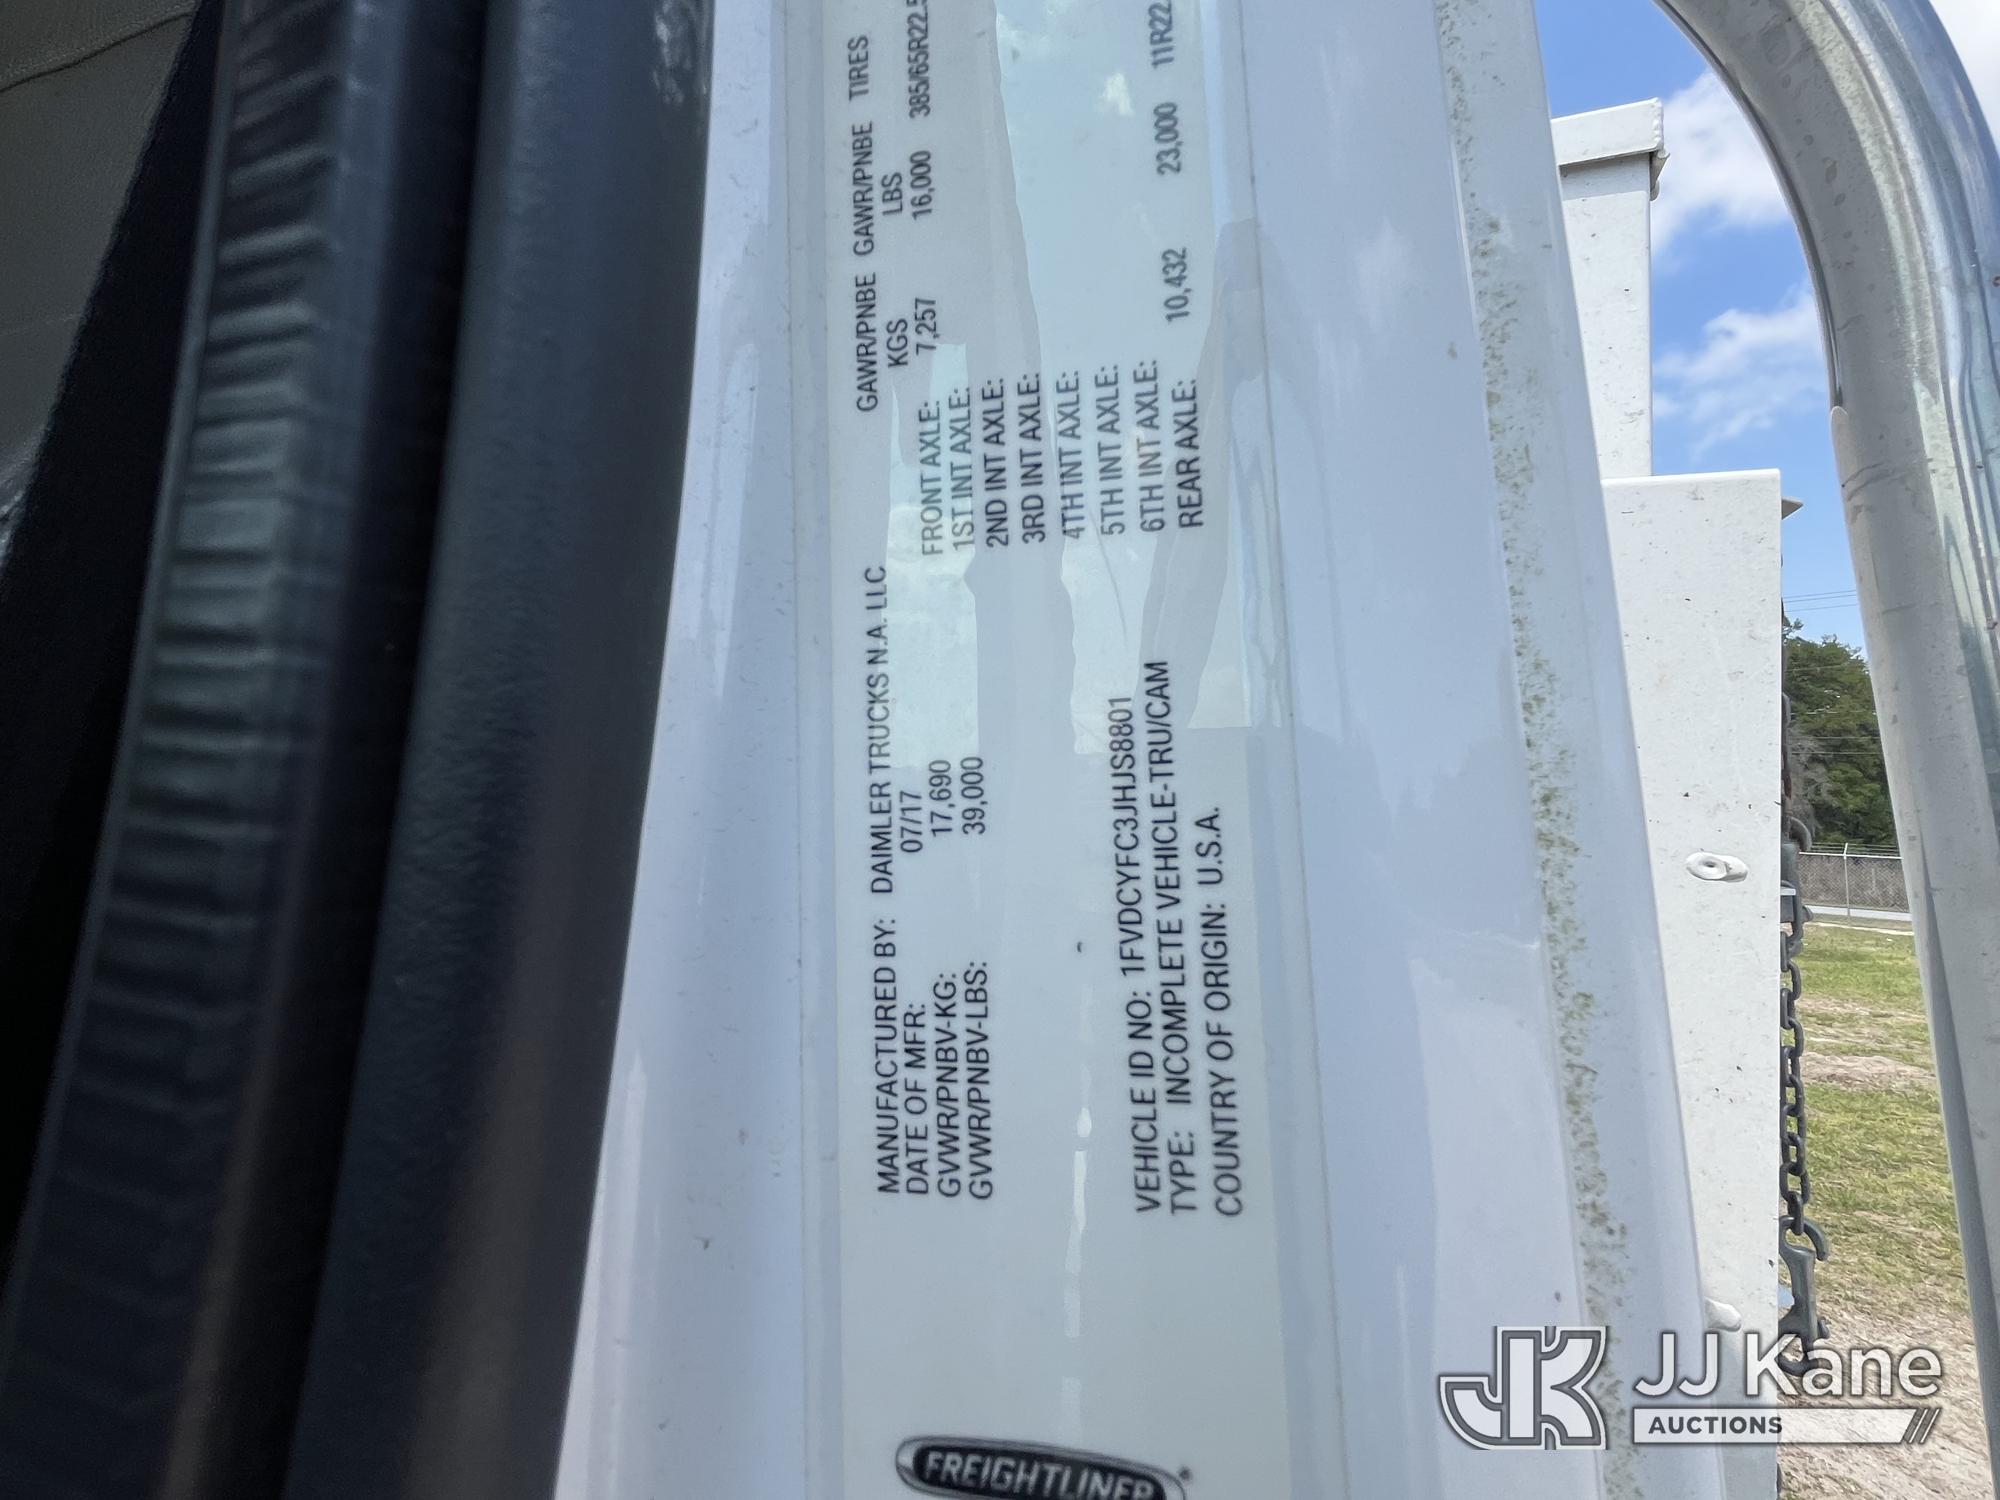 FREIGHTLINER
MANUFACTURED BY: DAIMLER TRUCKS N.A. LLC
DATE OF MFR: 07/17
GVWR/PNBV-KG: 17,690
GVWR/PNBV-LBS: 39,000
VEHICLE ID NO: 1FVDCYFC3JHJS8801
TYPE: INCOMPLETE VEHICLE-TRU/CAM
COUNTRY OF ORIGIN: U.S.A.
GAWR/PNBE GAWR/PNBE TIRES
KGS LBS
FRONT AXLE: 7,257 16,000 385/65R22.5
1ST INT AXLE:
2ND INT AXLE:
3RD INT AXLE:
4TH INT AXLE:
5TH INT AXLE:
6TH INT AXLE:
REAR AXLE: 10,432 23,000 11R22
JK JJ Kane
AUCTIONS